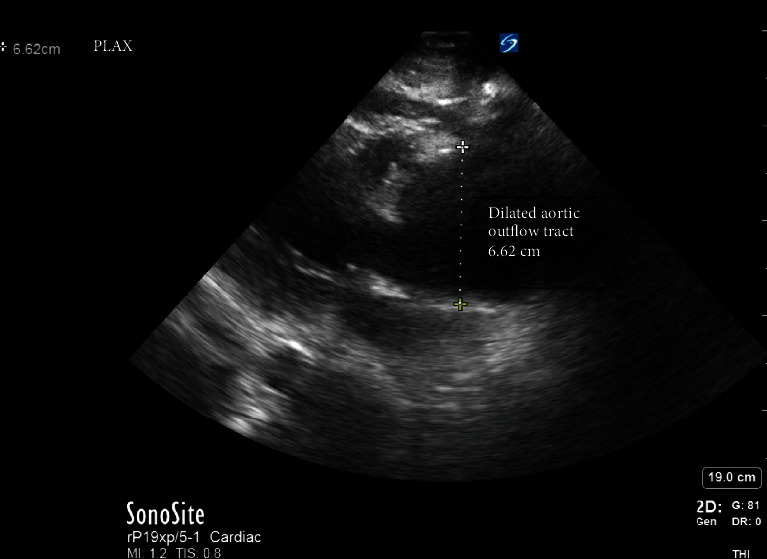 6.62cm
PLAX
Dilated aortic
outflow tract
6.62 cm
19.0 cm
2D: G: 81
Gen DR: 0
SonoSite
rP19xp/5-1 Cardiac
MI: 1.2 TIS: 0.8
THI